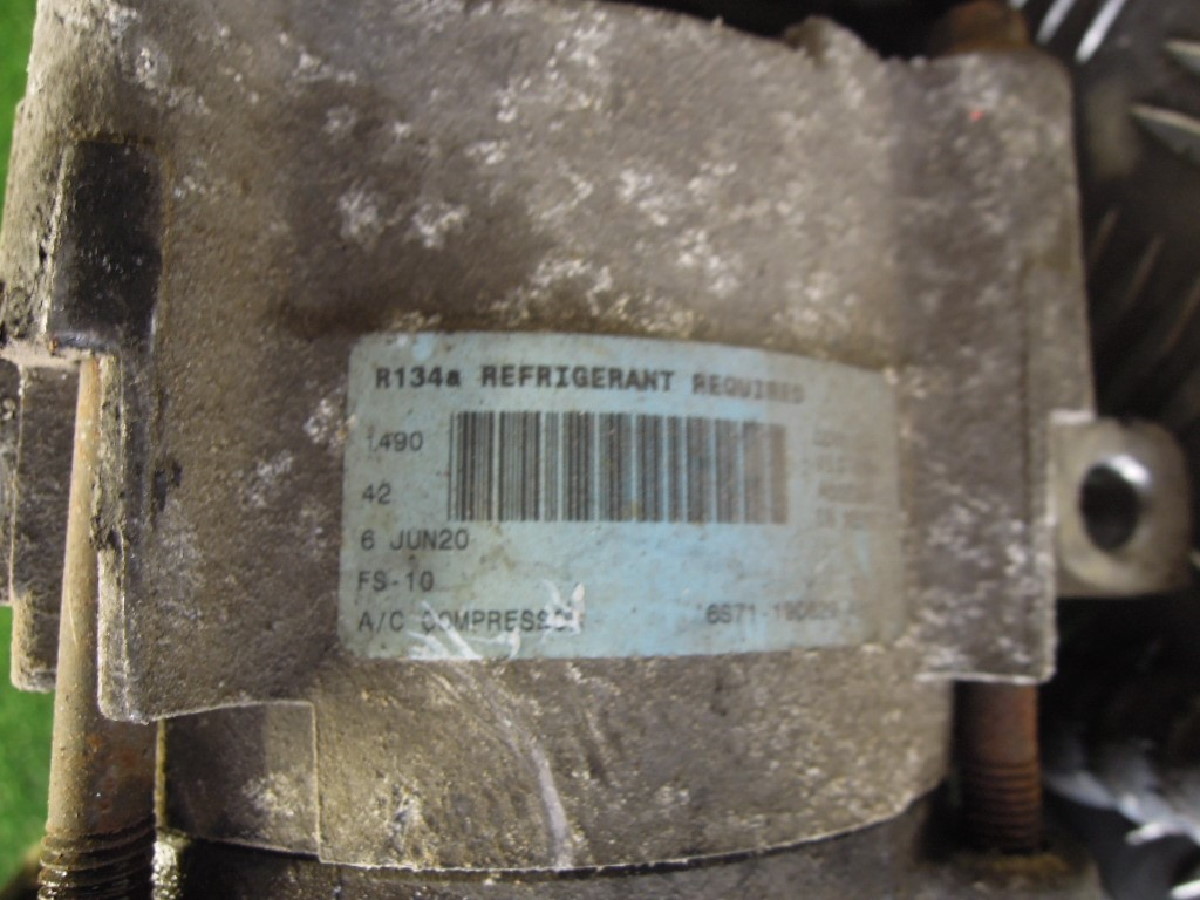 R134a REFRIGERANT REQUIRED
1490
42
6 JUN20
FS-10
A/C COMPRESSOR